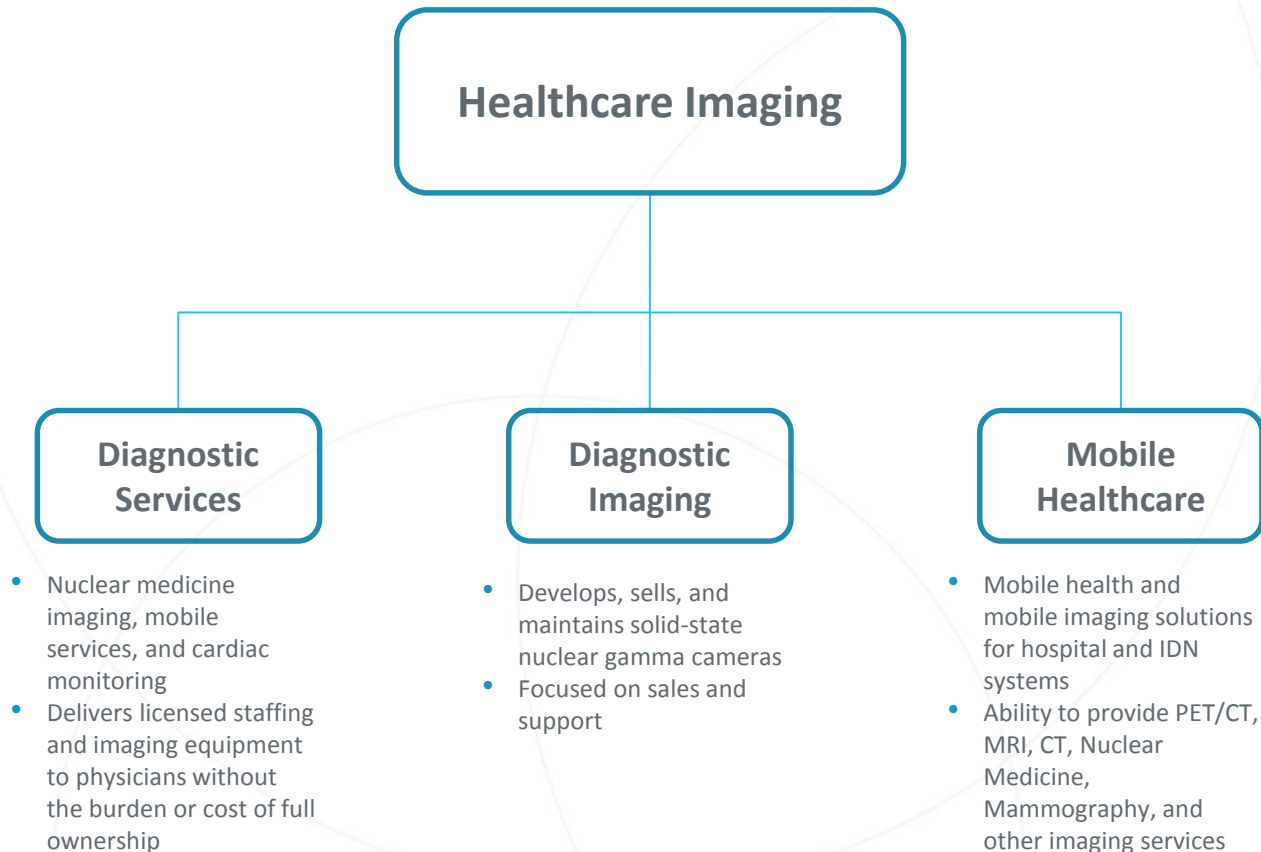 Healthcare Imaging
Diagnostic
Services
• Nuclear medicine
imaging, mobile
services, and cardiac
monitoring
• Delivers licensed staffing
and imaging equipment
to physicians without
the burden or cost of full
ownership
Diagnostic
Imaging
• Develops, sells, and
maintains solid-state
nuclear gamma cameras
• Focused on sales and
support
Mobile
Healthcare
• Mobile health and
mobile imaging solutions
for hospital and IDN
systems
• Ability to provide PET/CT,
MRI, CT, Nuclear
Medicine,
Mammography, and
other imaging services